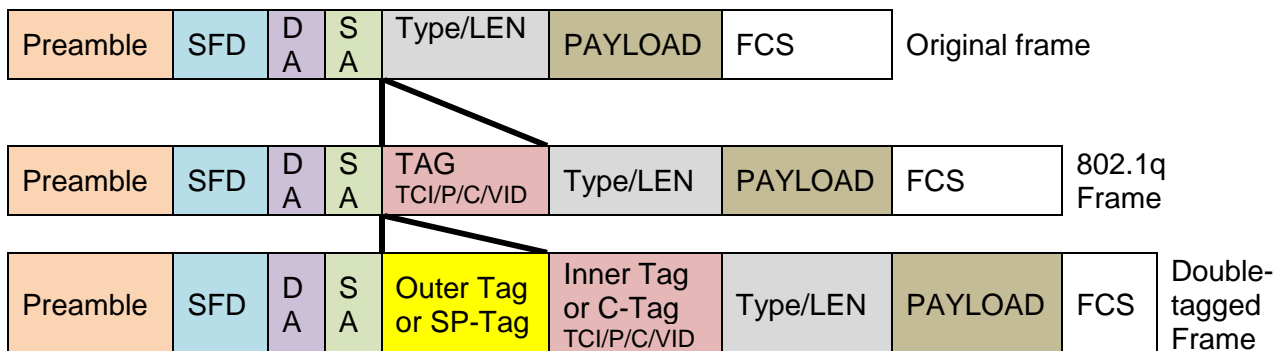 Preamble SFD D A S A Type/LEN PAYLOAD FCS Original frame
Preamble SFD D A S A TAG TCI/P/C/VID Type/LEN PAYLOAD FCS 802.1q Frame
Preamble SFD D A S A Outer Tag or SP-Tag Inner Tag or C-Tag TCI/P/C/VID Type/LEN PAYLOAD FCS Double-tagged Frame